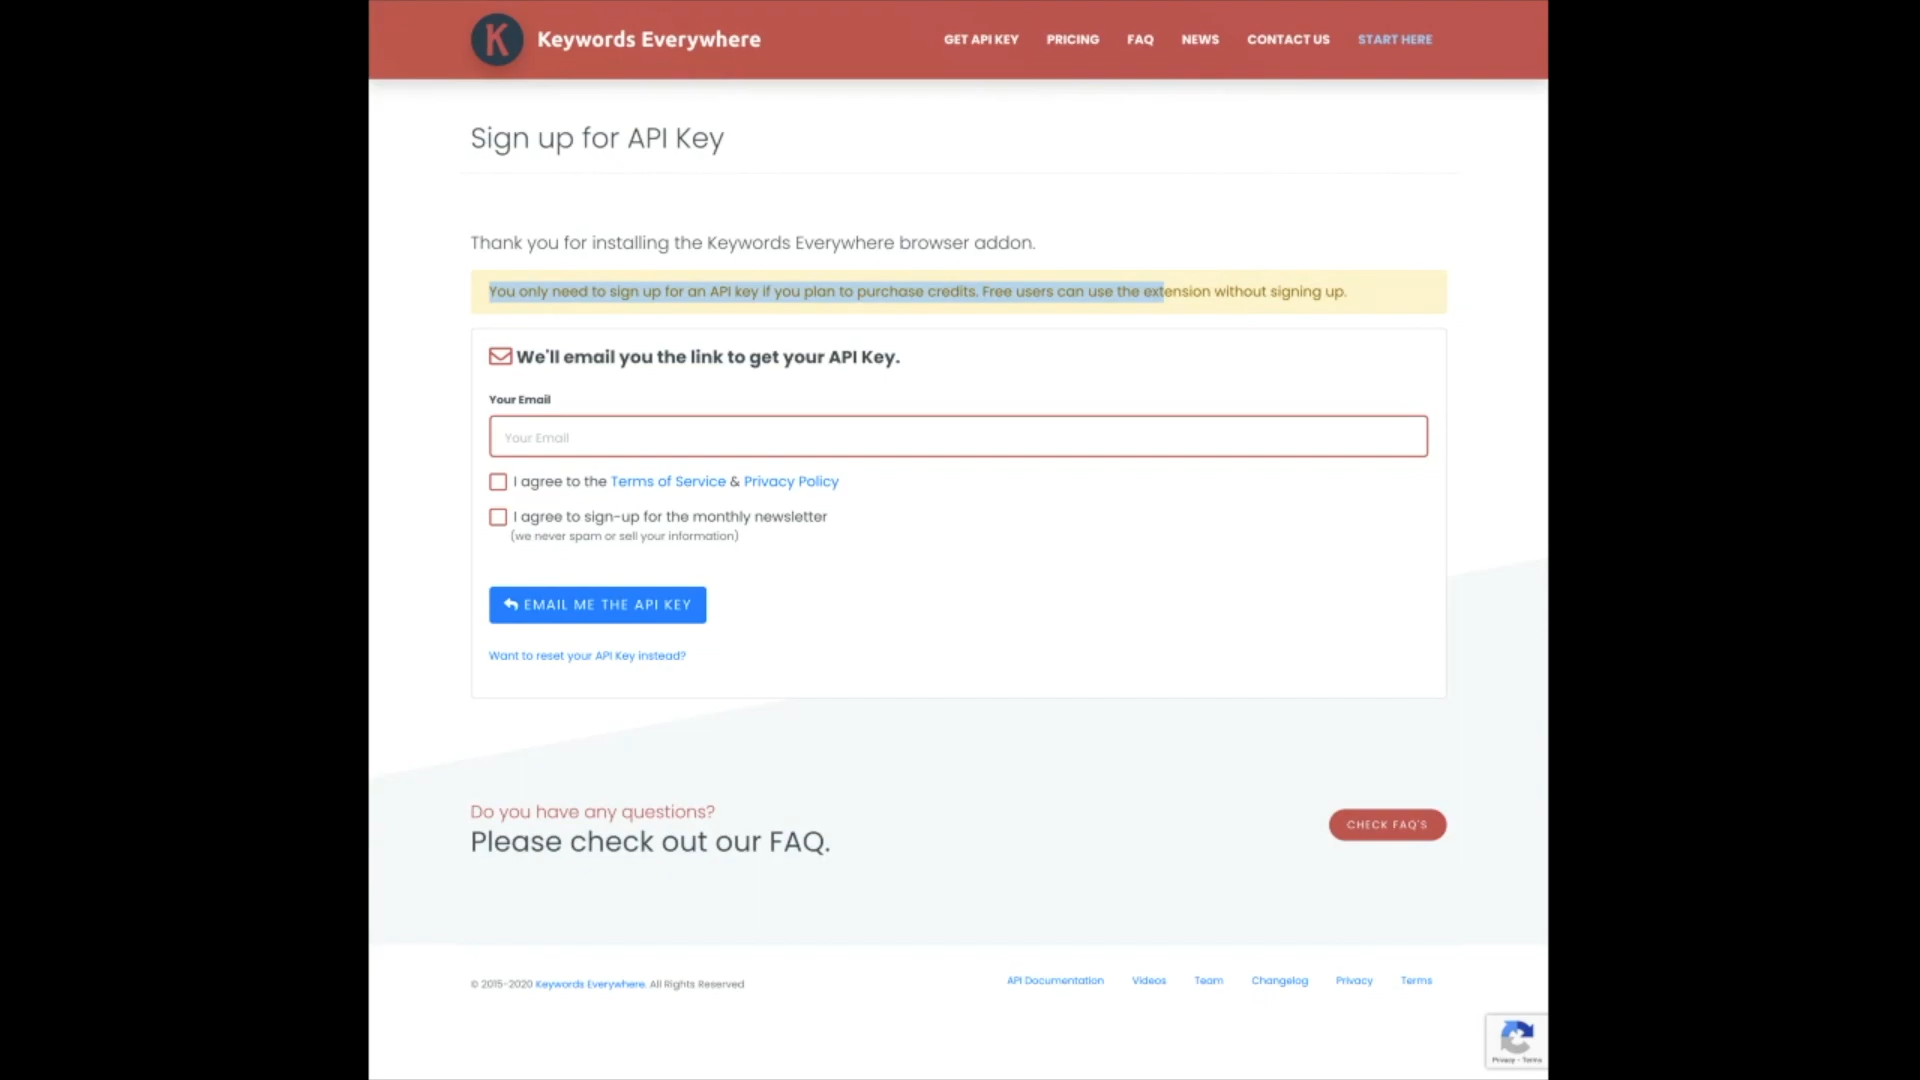 K Keywords Everywhere
GET API KEY PRICING FAQ NEWS CONTACT US START HERE
Sign up for API Key
Thank you for installing the Keywords Everywhere browser addon.
You only need to sign up for an API key if you plan to purchase credits. Free users can use the extension without signing up.
We'll email you the link to get your API Key.
Your Email
Your Email
I agree to the Terms of Service & Privacy Policy
I agree to sign-up for the monthly newsletter
(we never spam or sell your information)
EMAIL ME THE API KEY
Want to reset your API Key instead?
Do you have any questions?
Please check out our FAQ.
CHECK FAQ'S
© 2015-2020 Keywords Everywhere. All Rights Reserved
API Documentation Videos Team Changelog Privacy Terms
Privacy - Terms